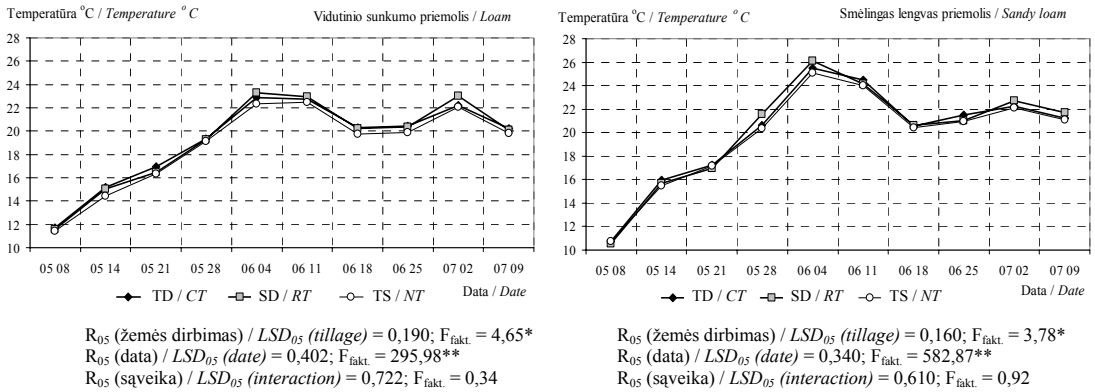 Temperatūra °C / Temperature ° C
Vidutinio sunkumo priemolis / Loam
28
26
24
22
20
18
16
14
12
10
05 08 05 14 05 21 05 28 06 04 06 11 06 18 06 25 07 02 07 09
TD / CT SD / RT TS / NT Data / Date
R05 (žemės dirbimas) / LSD05 (tillage) = 0,190; Ffakt. = 4,65*
R05 (data) / LSD05 (date) = 0,402; Ffakt. = 295,98**
R05 (sąveika) / LSD05 (interaction) = 0,722; Ffakt. = 0,34
Temperatūra °C / Temperature ° C
Smėlingas lengvas priemolis / Sandy loam
28
26
24
22
20
18
16
14
12
10
05 08 05 14 05 21 05 28 06 04 06 11 06 18 06 25 07 02 07 09
TD / CT SD / RT TS / NT Data / Date
R05 (žemės dirbimas) / LSD05 (tillage) = 0,160; Ffakt. = 3,78*
R05 (data) / LSD05 (date) = 0,340; Ffakt. = 582,87**
R05 (sąveika) / LSD05 (interaction) = 0,610; Ffakt. = 0,92